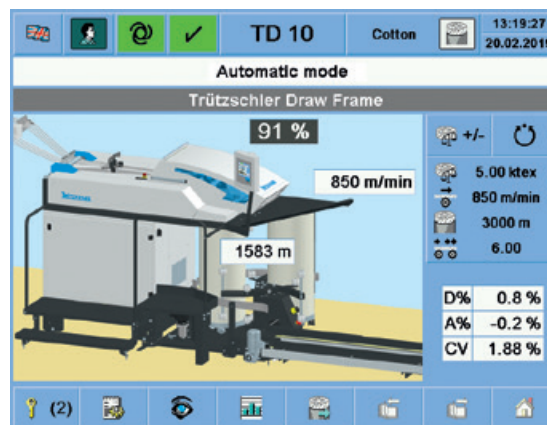 TD 10
Cotton
13:19:27
20.02.2019
Automatic mode
Trützschler Draw Frame
91 %
850 m/min
1583 m
+/-
5.00 ktex
850 m/min
3000 m
6.00
D% 0.8 %
A% -0.2 %
CV 1.88 %
(2)